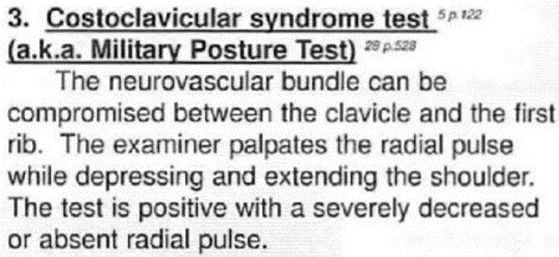 3. Costoclavicular syndrome test 5 p.122
(a.k.a. Military Posture Test) 28 p.528
The neurovascular bundle can be
compromised between the clavicle and the first
rib. The examiner palpates the radial pulse
while depressing and extending the shoulder.
The test is positive with a severely decreased
or absent radial pulse.